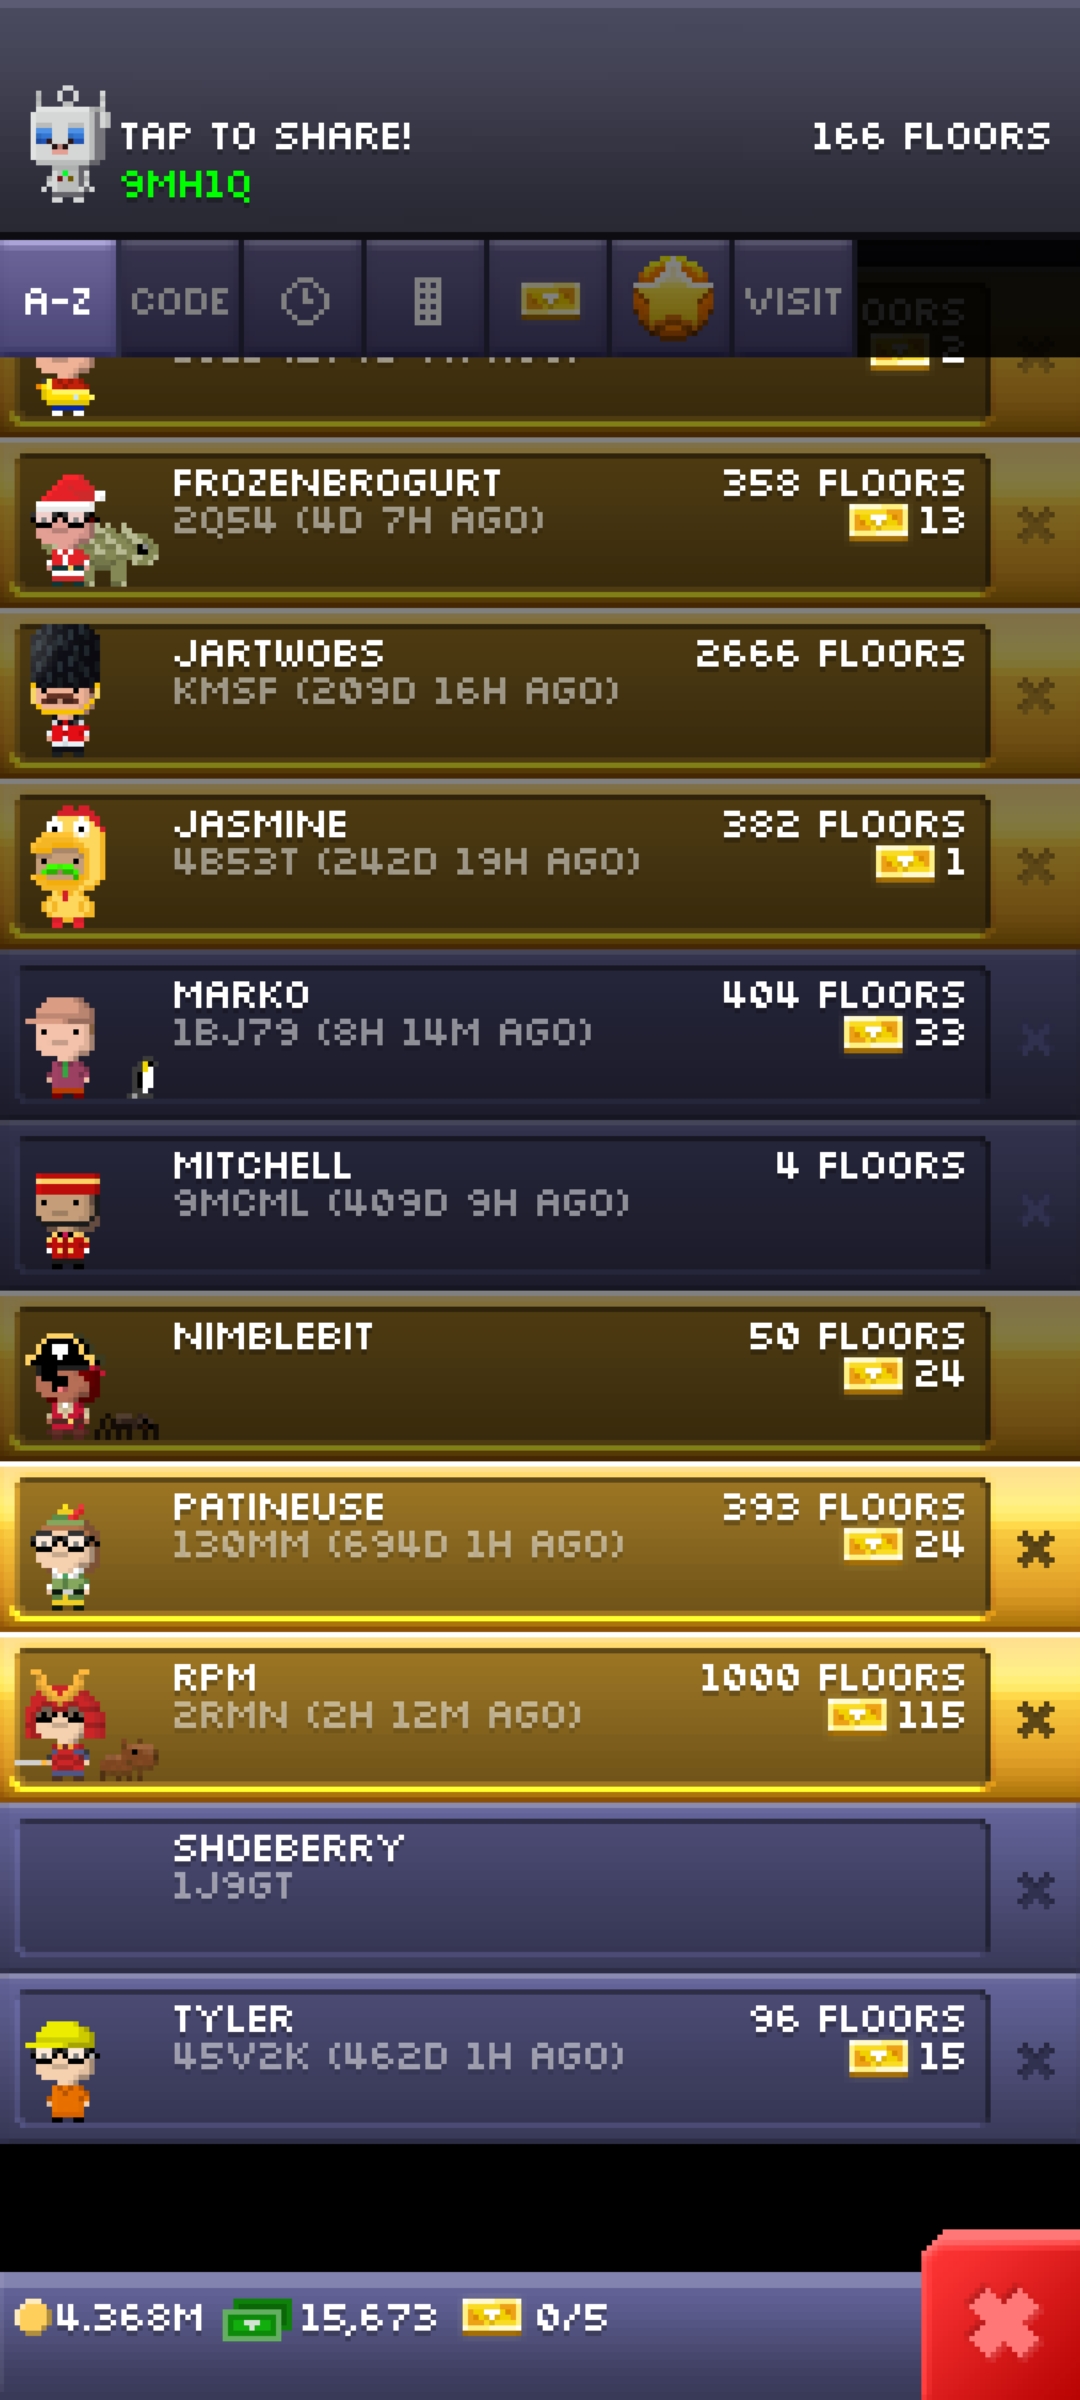 TAP TO SHARE!
166 FLOORS
9MH1Q
A-Z
CODE
VISIT
2
FROZENBROGURT
358 FLOORS
2Q54 (4D 7H AGO)
13
JARTWOBS
2666 FLOORS
KMSF (209D 16H AGO)
JASMINE
382 FLOORS
4B53T (242D 19H AGO)
1
MARKO
404 FLOORS
1BJ79 (8H 14M AGO)
33
MITCHELL
4 FLOORS
9MCML (409D 9H AGO)
NIMBLEBIT
50 FLOORS
24
PATINEUSE
393 FLOORS
130MM (694D 1H AGO)
24
RPM
1000 FLOORS
2RMN (2H 12M AGO)
115
SHOEBERRY
1J9GT
TYLER
96 FLOORS
45V2K (462D 1H AGO)
15
4.368M
15,673
0/5